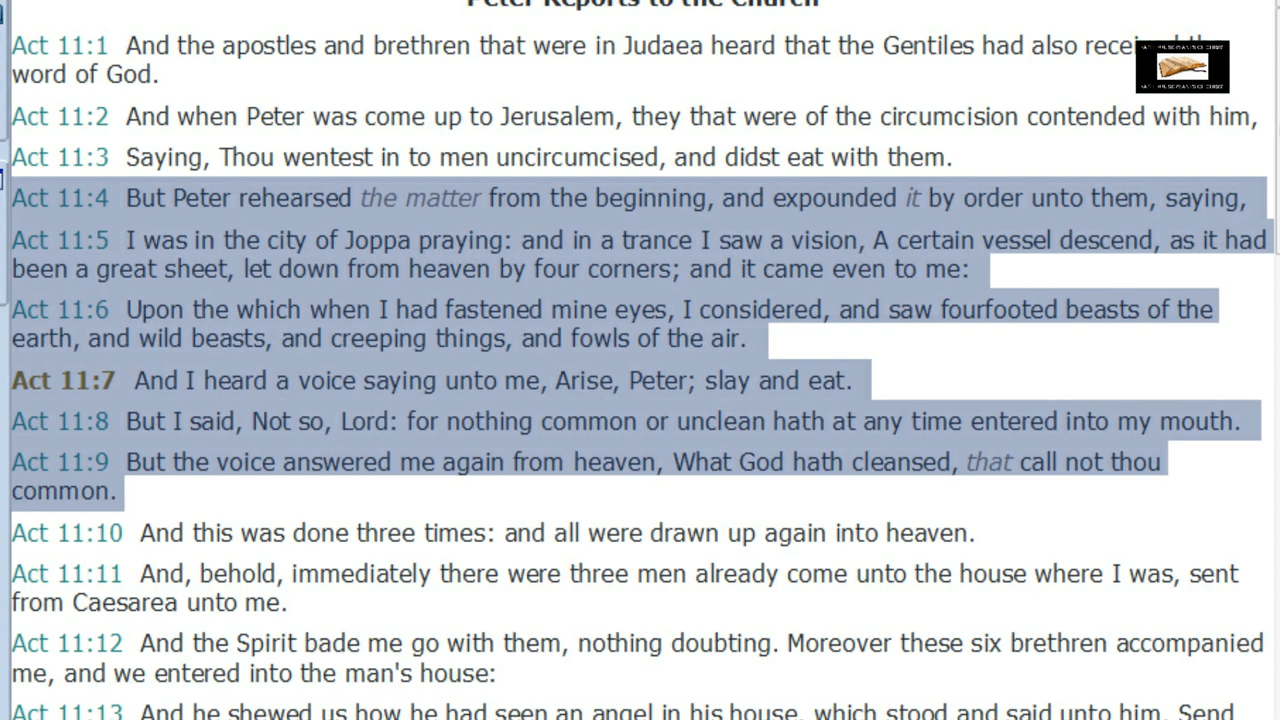 Peter Reports to the Church
Act 11:1 And the apostles and brethren that were in Judaea heard that the Gentiles had also
word of God.
Act 11:2 And when Peter was come up to Jerusalem, they that were of the circumcision contended with him,
Act 11:3 Saying, Thou wentest in to men uncircumcised, and didst eat with them.
Act 11:4 But Peter rehearsed the matter from the beginning, and expounded it by order unto them, saying,
Act 11:5 I was in the city of Joppa praying: and in a trance I saw a vision, A certain vessel descend, as it had
been a great sheet, let down from heaven by four corners; and it came even to me:
Act 11:6 Upon the which when I had fastened mine eyes, I considered, and saw fourfooted beasts of the
earth, and wild beasts, and creeping things, and fowls of the air.
Act 11:7 And I heard a voice saying unto me, Arise, Peter; slay and eat.
Act 11:8 But I said, Not so, Lord: for nothing common or unclean hath at any time entered into my mouth.
Act 11:9 But the voice answered me again from heaven, What God hath cleansed, that call not thou
common.
Act 11:10 And this was done three times: and all were drawn up again into heaven.
Act 11:11 And, behold, immediately there were three men already come unto the house where I was, sent
from Caesarea unto me.
Act 11:12 And the Spirit bade me go with them, nothing doubting. Moreover these six brethren accompanied
me, and we entered into the man's house:
Act 11:13 And he shewed us how he had seen an angel in his house, which stood and said unto him, Send